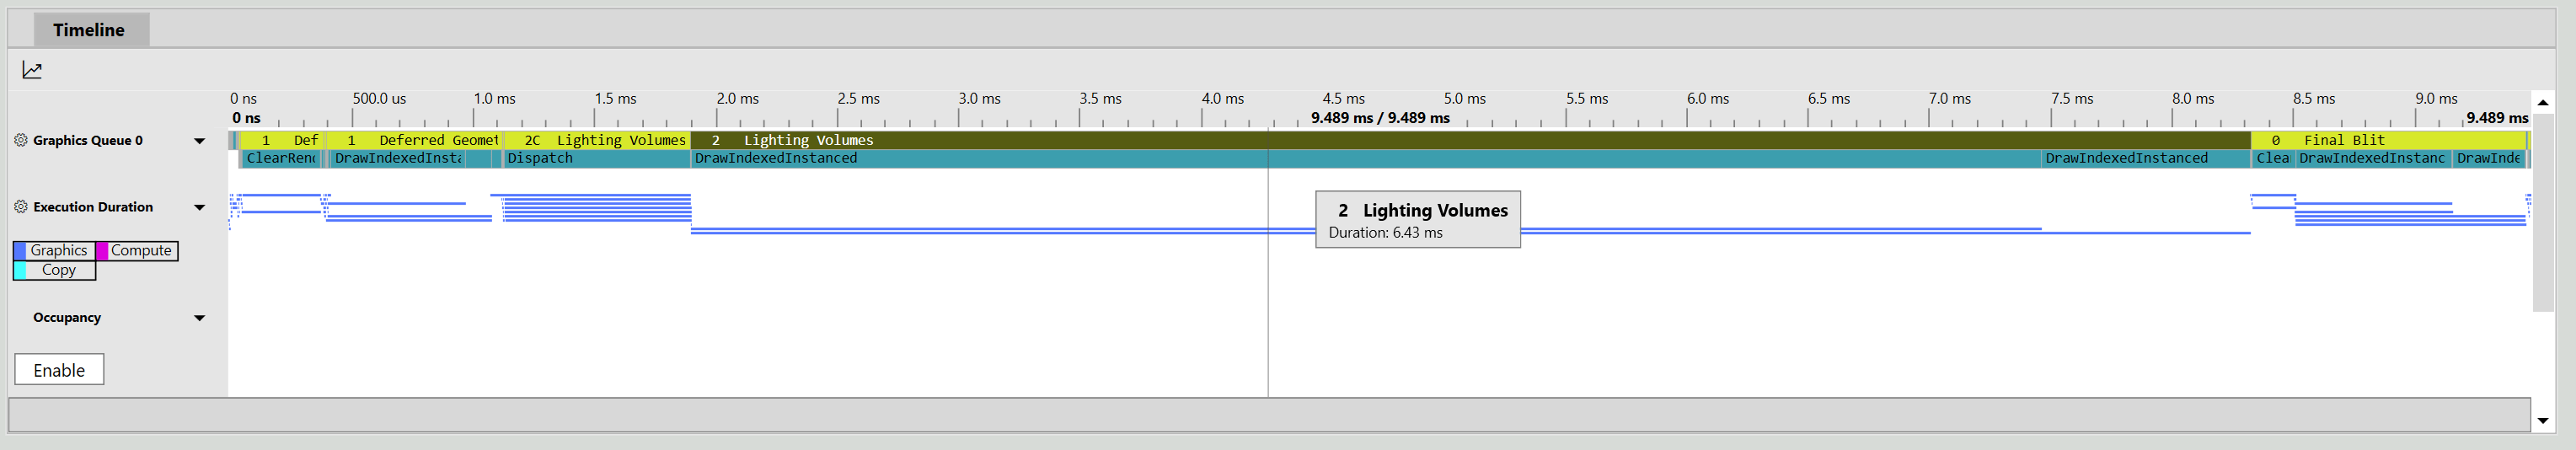 Timeline
0 ns 500.0 us 1.0 ms 1.5 ms 2.0 ms 2.5 ms 3.0 ms 3.5 ms 4.0 ms 4.5 ms 5.0 ms 5.5 ms 6.0 ms 6.5 ms 7.0 ms 7.5 ms 8.0 ms 8.5 ms 9.0 ms
0 ns 9.489 ms / 9.489 ms 9.489 ms
Graphics Queue 0
1 Def 1 Deferred Geomet 2C Lighting Volumes 2 Lighting Volumes 0 Final Blit
ClearRend DrawIndexedInsta Dispatch DrawIndexedInstanced DrawIndexedInstanced Clea DrawIndexedInstanc DrawInde
Execution Duration
2 Lighting Volumes
Duration: 6.43 ms
Graphics Compute
Copy
Occupancy
Enable